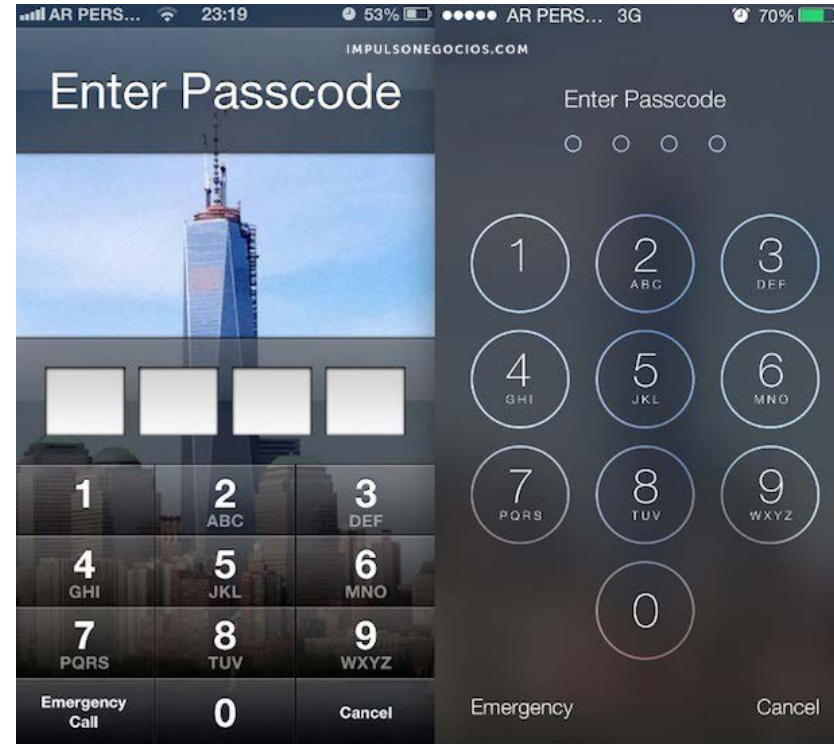 AR PERS... 23:19 53%
Enter Passcode
1 2 3
ABC DEF
4 5 6
GHI JKL MNO
7 8 9
PQRS TUV WXYZ
Emergency Call 0 Cancel
IMPULSONEGOCIOS.COM
AR PERS... 3G 70%
Enter Passcode
1 2 3
ABC DEF
4 5 6
GHI JKL MNO
7 8 9
PQRS TUV WXYZ
0
Emergency Cancel